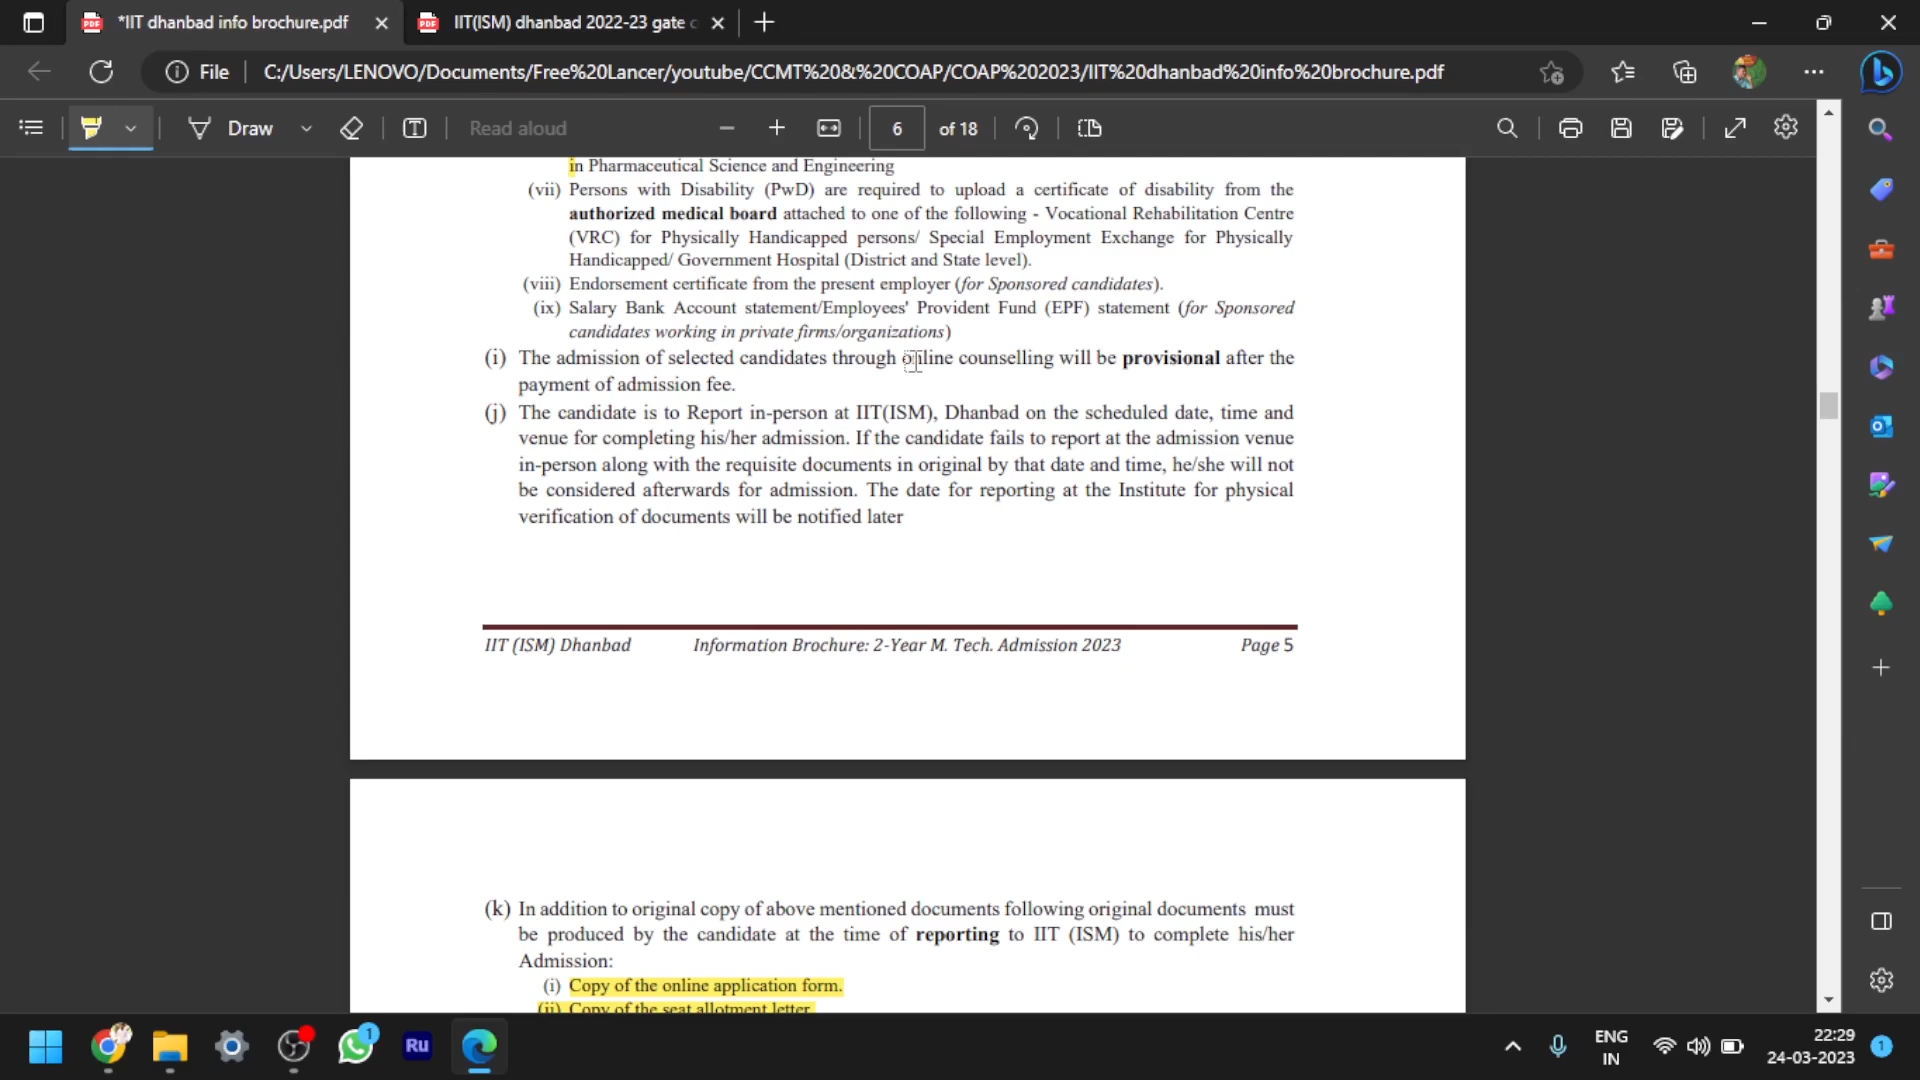 *IIT dhanbad info brochure.pdf
IIT(ISM) dhanbad 2022-23 gate c
File
C:/Users/LENOVO/Documents/Free%20Lancer/youtube/CCMT%20&%20COAP/COAP%202023/IIT%20dhanbad%20info%20brochure.pdf
Draw
Read aloud
6 of 18
in Pharmaceutical Science and Engineering
(vii) Persons with Disability (PwD) are required to upload a certificate of disability from the
authorized medical board attached to one of the following - Vocational Rehabilitation Centre
(VRC) for Physically Handicapped persons/ Special Employment Exchange for Physically
Handicapped/ Government Hospital (District and State level).
(viii) Endorsement certificate from the present employer (for Sponsored candidates).
(ix) Salary Bank Account statement/Employees' Provident Fund (EPF) statement (for Sponsored
candidates working in private firms/organizations)
(i) The admission of selected candidates through online counselling will be provisional after the
payment of admission fee.
(j) The candidate is to Report in-person at IIT(ISM), Dhanbad on the scheduled date, time and
venue for completing his/her admission. If the candidate fails to report at the admission venue
in-person along with the requisite documents in original by that date and time, he/she will not
be considered afterwards for admission. The date for reporting at the Institute for physical
verification of documents will be notified later
IIT (ISM) Dhanbad Information Brochure: 2-Year M. Tech. Admission 2023 Page 5
(k) In addition to original copy of above mentioned documents following original documents must
be produced by the candidate at the time of reporting to IIT (ISM) to complete his/her
Admission:
(i) Copy of the online application form.
(ii) Copy of the seat allotment letter.
1
Ru
ENG
IN
22:29
24-03-2023
1